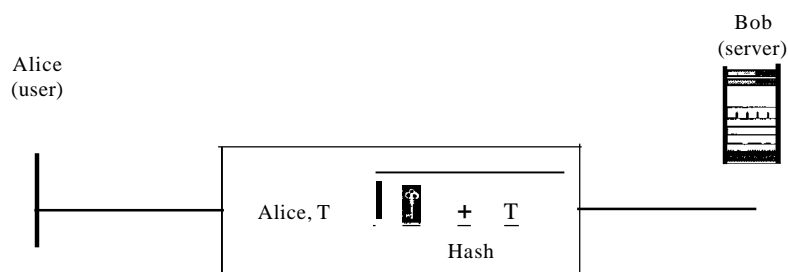 Bob
(server)
Alice
(user)
Alice, T + T
Hash